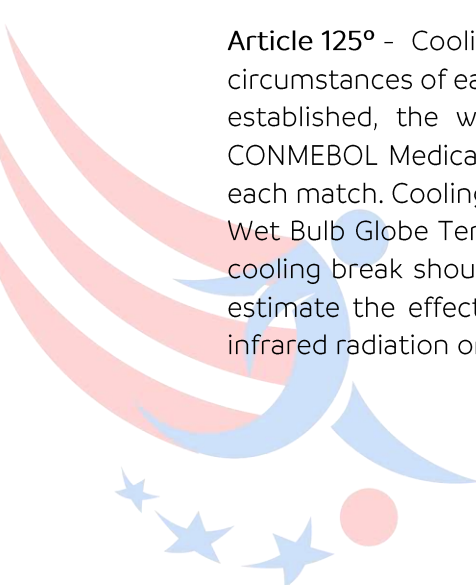 Article 125º - Cooli
circumstances of ea
established, the w
CONMEBOL Medica
each match. Cooling
Wet Bulb Globe Ter
cooling break shou
estimate the effect
infrared radiation o